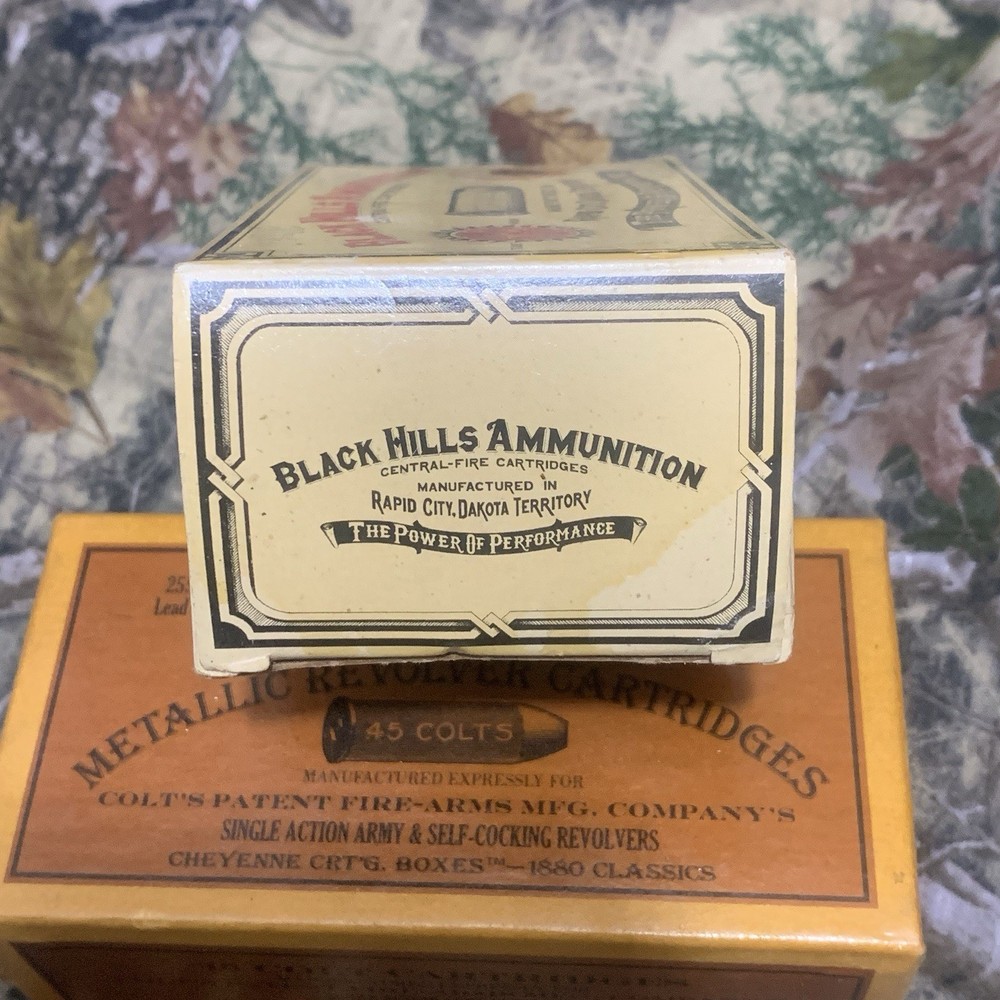 BLACK HILLS AMMUNITION
CENTRAL-FIRE CARTRIDGES
MANUFACTURED IN
RAPID CITY, DAKOTA TERRITORY
THE POWER OF PERFORMANCE
Lead
METALLIC REVOLVER CARTRIDGES
45 COLTS
MANUFACTURED EXPRESSLY FOR
COLT'S PATENT FIRE-ARMS MFG. COMPANY'S
SINGLE ACTION ARMY & SELF-COCKING REVOLVERS
CHEYENNE CRT'G. BOXES™—1880 CLASSICS